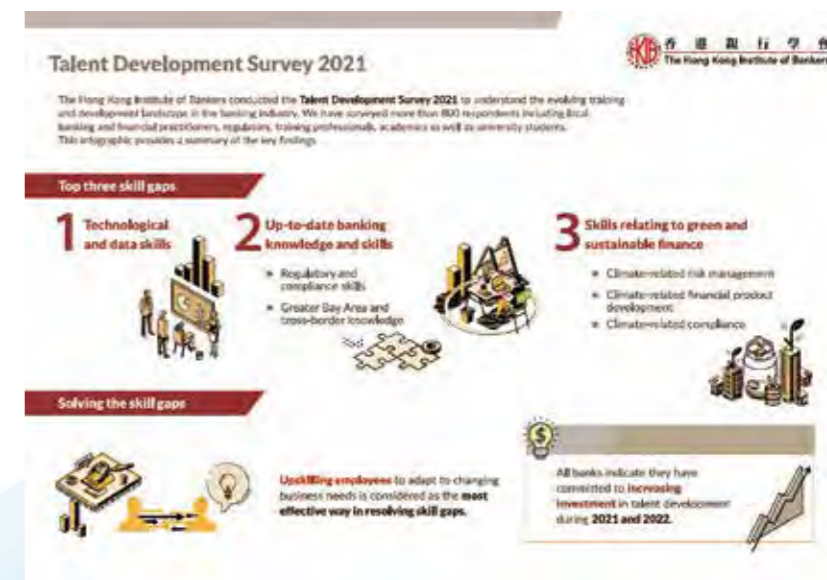 香港銀行學會
The Hong Kong Institute of Bankers
Talent Development Survey 2021
The Hong Kong Institute of Bankers conducted the Talent Development Survey 2021 to understand the evolving training
and development landscape in the banking industry. We have surveyed more than 800 respondents including local
banking and financial practitioners, regulators, training professionals, academics as well as university students.
This infographic provides a summary of the key findings.
Top three skill gaps
1 Technological
and data skills
2 Up-to-date banking
knowledge and skills
Regulatory and
compliance skills
Greater Bay Area and
cross-border knowledge
3 Skills relating to green and
sustainable finance
Climate-related risk management
Climate-related financial product
development
Climate-related compliance
Solving the skill gaps
Upskilling employees to adapt to changing
business needs is considered as the most
effective way in resolving skill gaps.
All banks indicate they have
committed to increasing
investment in talent development
during 2021 and 2022.